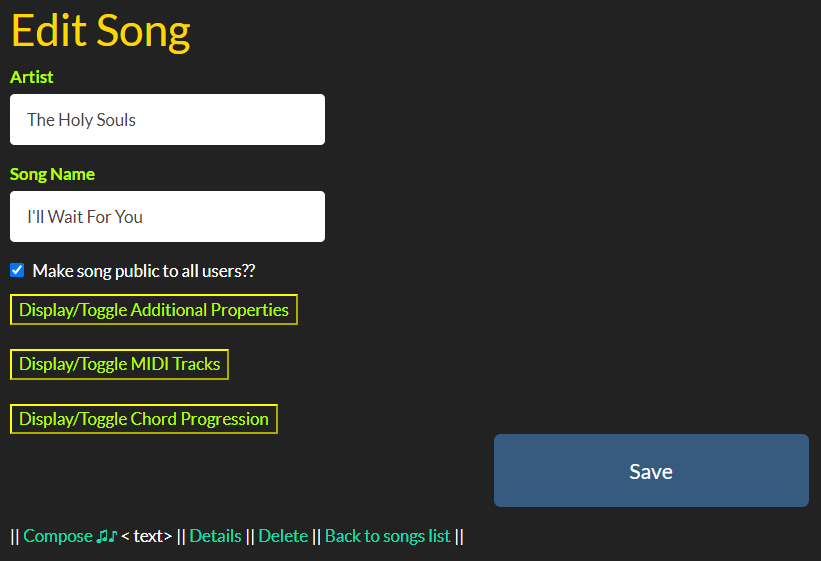 Edit Song
Artist
The Holy Souls
Song Name
I'll Wait For You
Make song public to all users??
Display/Toggle Additional Properties
Display/Toggle MIDI Tracks
Display/Toggle Chord Progression
Save
|| Compose 🎵🎶 < text> || Details || Delete || Back to songs list ||